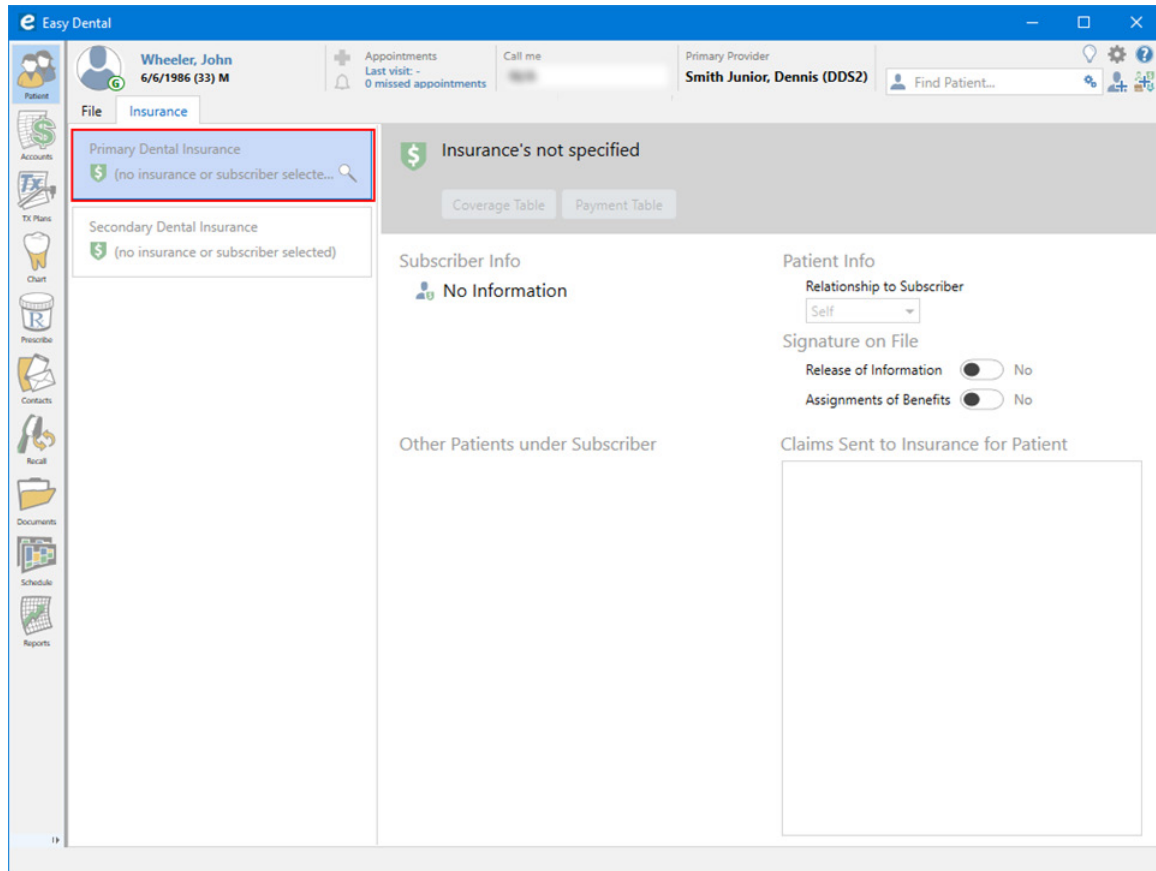 e Easy Dental
Wheeler, John
6/6/1986 (33) M
G
Appointments
Last visit: -
0 missed appointments
Call me
Primary Provider
Smith Junior, Dennis (DDS2)
Find Patient...
Patient
Accounts
TX Plans
Chart
Prescribe
Contacts
Recall
Documents
Schedule
Reports
File Insurance
Primary Dental Insurance
(no insurance or subscriber selecte...
Secondary Dental Insurance
(no insurance or subscriber selected)
Insurance's not specified
Coverage Table Payment Table
Subscriber Info
No Information
Patient Info
Relationship to Subscriber
Self
Signature on File
Release of Information No
Assignments of Benefits No
Other Patients under Subscriber
Claims Sent to Insurance for Patient